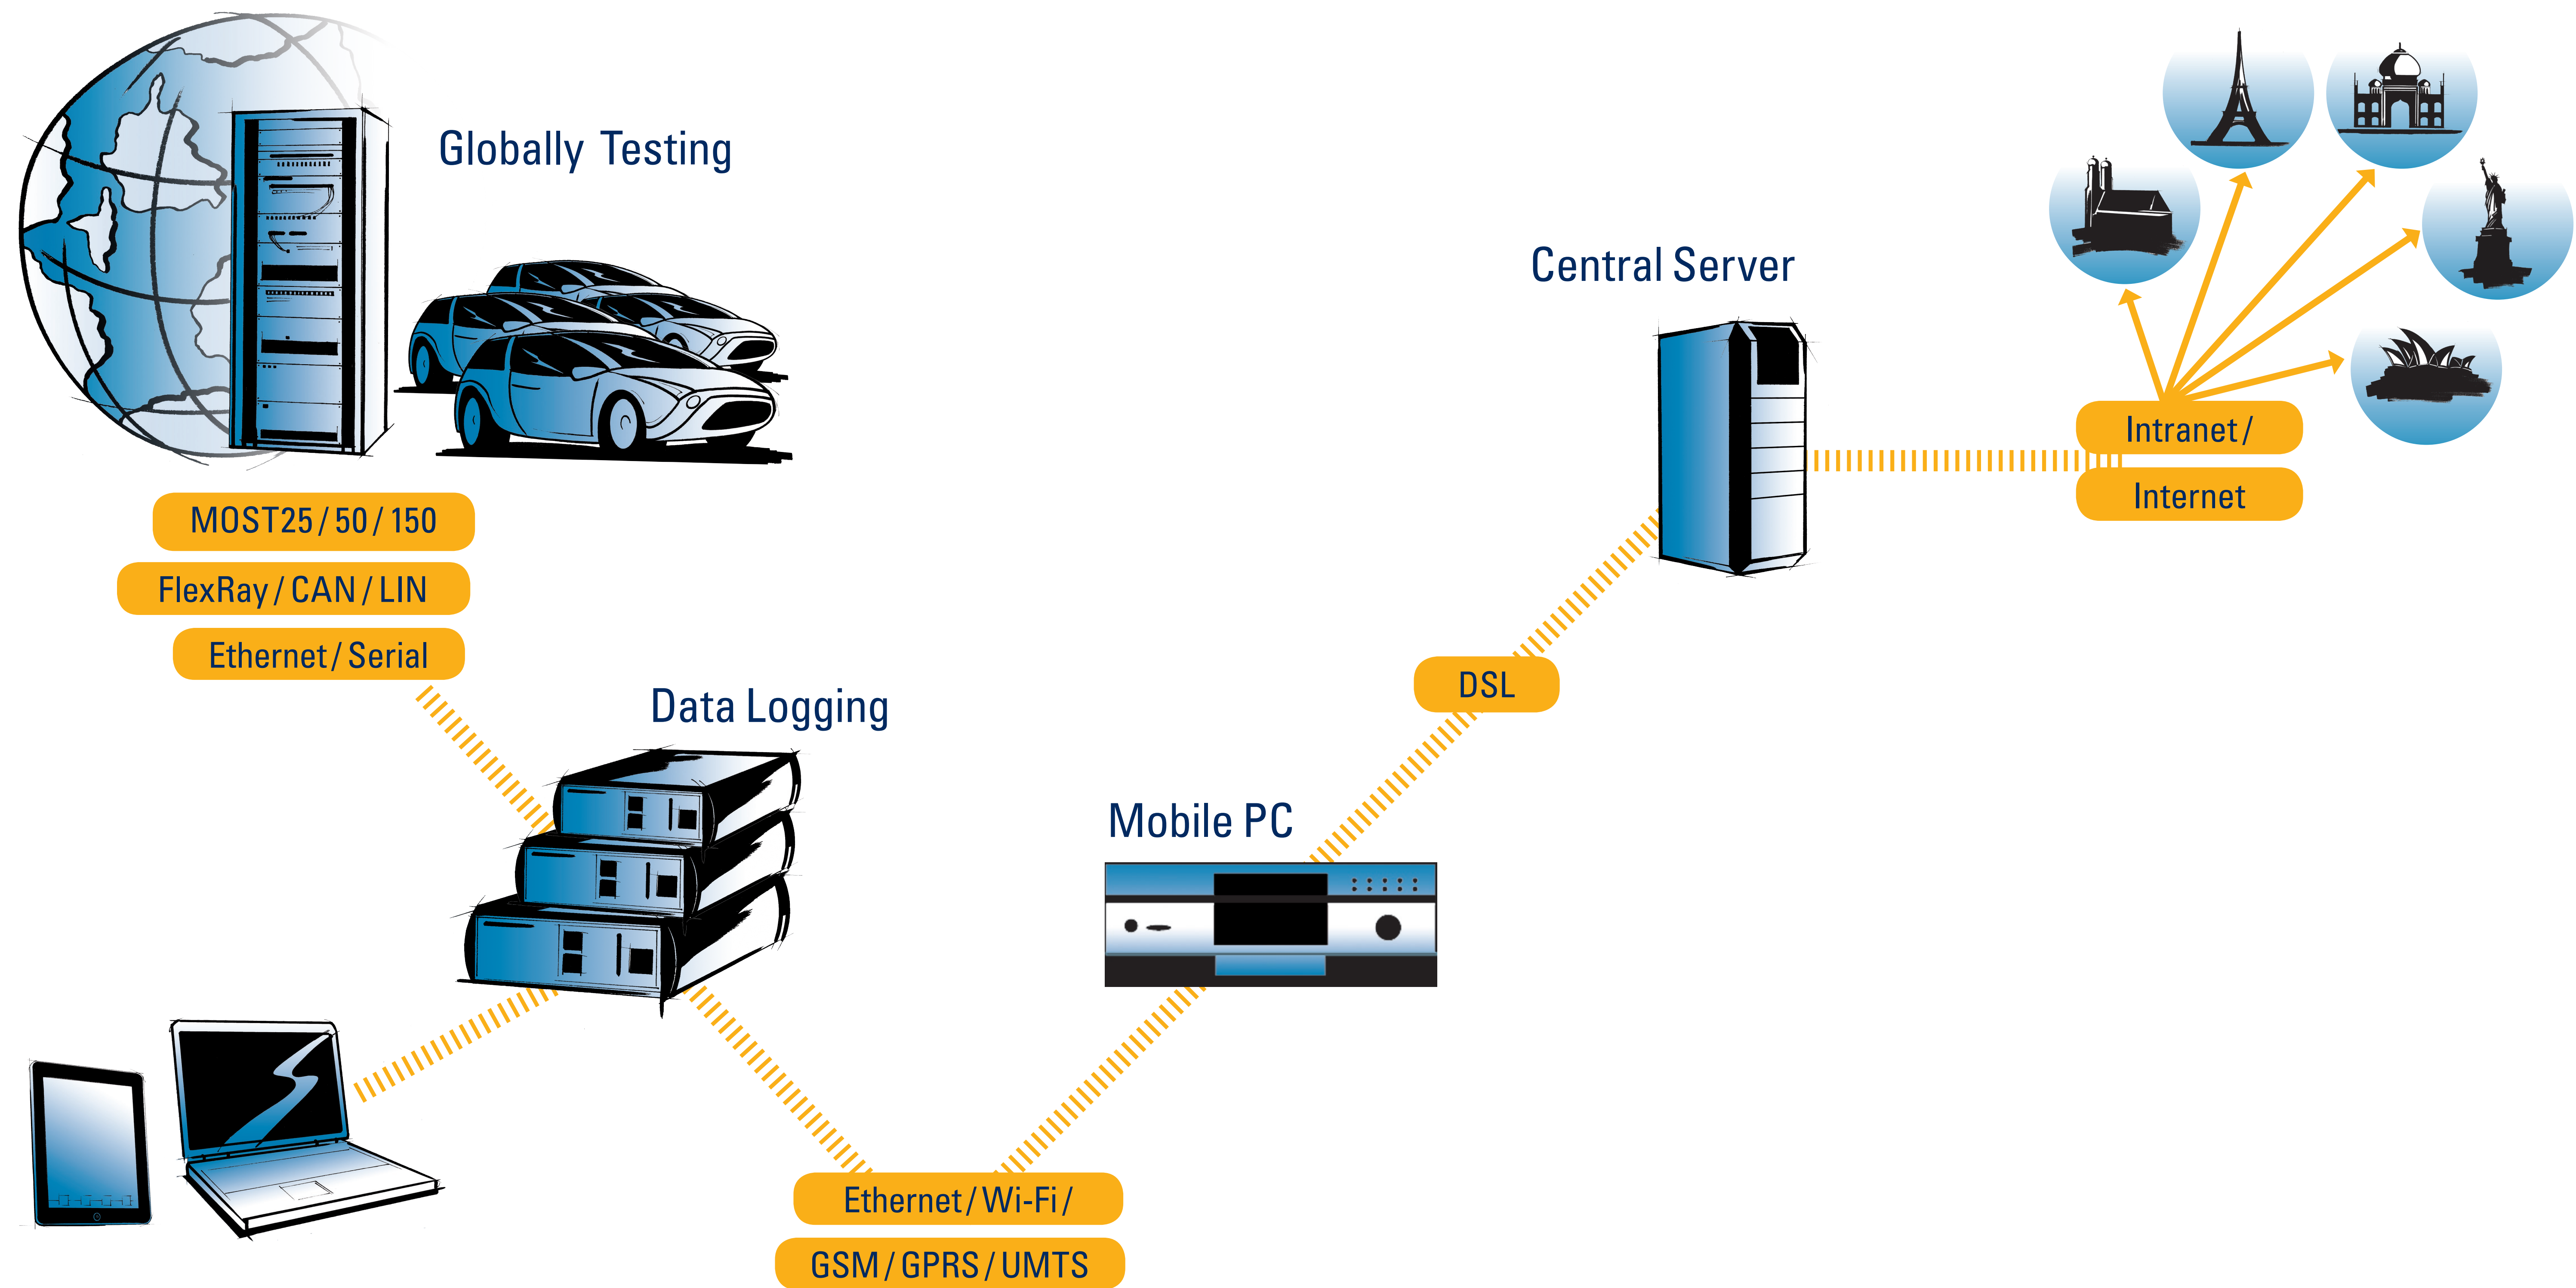 Globally Testing
MOST25 / 50 / 150
FlexRay / CAN / LIN
Ethernet / Serial
Data Logging
Ethernet / Wi-Fi /
GSM / GPRS / UMTS
Mobile PC
DSL
Central Server
Intranet /
Internet